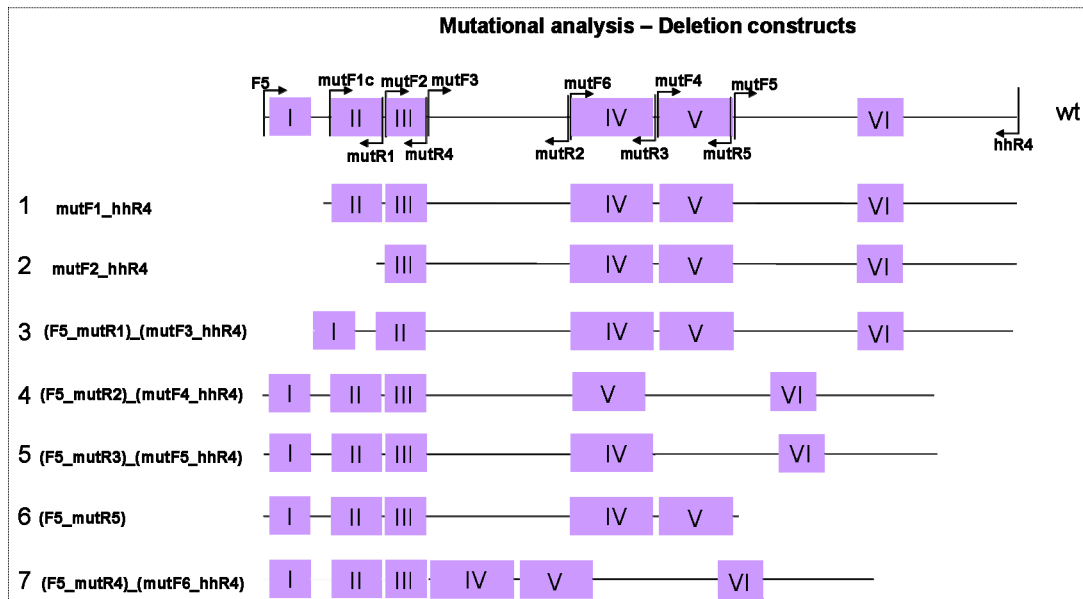 Mutational analysis – Deletion constructs
F5 mutF1c mutF2 mutF3 mutF6 mutF4 mutF5
I II III IV V VI wt
mutR1 mutR4 mutR2 mutR3 mutR5 hhR4
1 mutF1_hhR4 II III IV V VI
2 mutF2_hhR4 III IV V VI
3 (F5_mutR1)_(mutF3_hhR4) I II IV V VI
4 (F5_mutR2)_(mutF4_hhR4) I II III V VI
5 (F5_mutR3)_(mutF5_hhR4) I II III IV VI
6 (F5_mutR5) I II III IV V
7 (F5_mutR4)_(mutF6_hhR4) I II III IV V VI